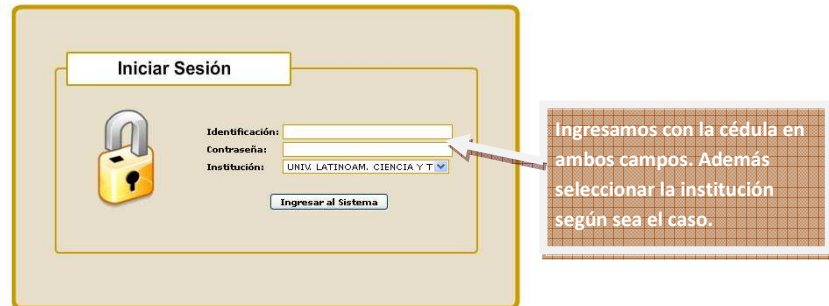 Iniciar Sesión
Identificación:
Contraseña:
Institución: UNIV. LATINOAM. CIENCIA Y T
Ingresar al Sistema
Ingresamos con la cédula en
ambos campos. Además
seleccionar la institución
según sea el caso.